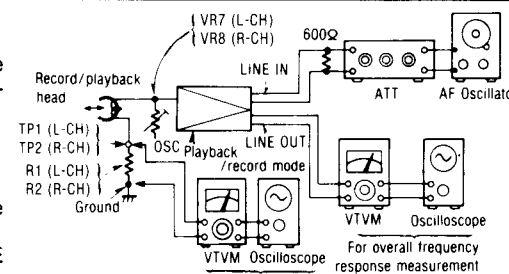 VR7 (L-CH)
VR8 (R-CH)
600Ω
LINE IN
ATT
AF Oscillator
Record/playback
head
TP1 (L-CH)
TP2 (R-CH)
OSC
Playback
/record mode
LINE OUT
R1 (L-CH)
R2 (R-CH)
Ground
VTVM
Oscilloscope
VTVM
Oscilloscope
For overall frequency
response measurement